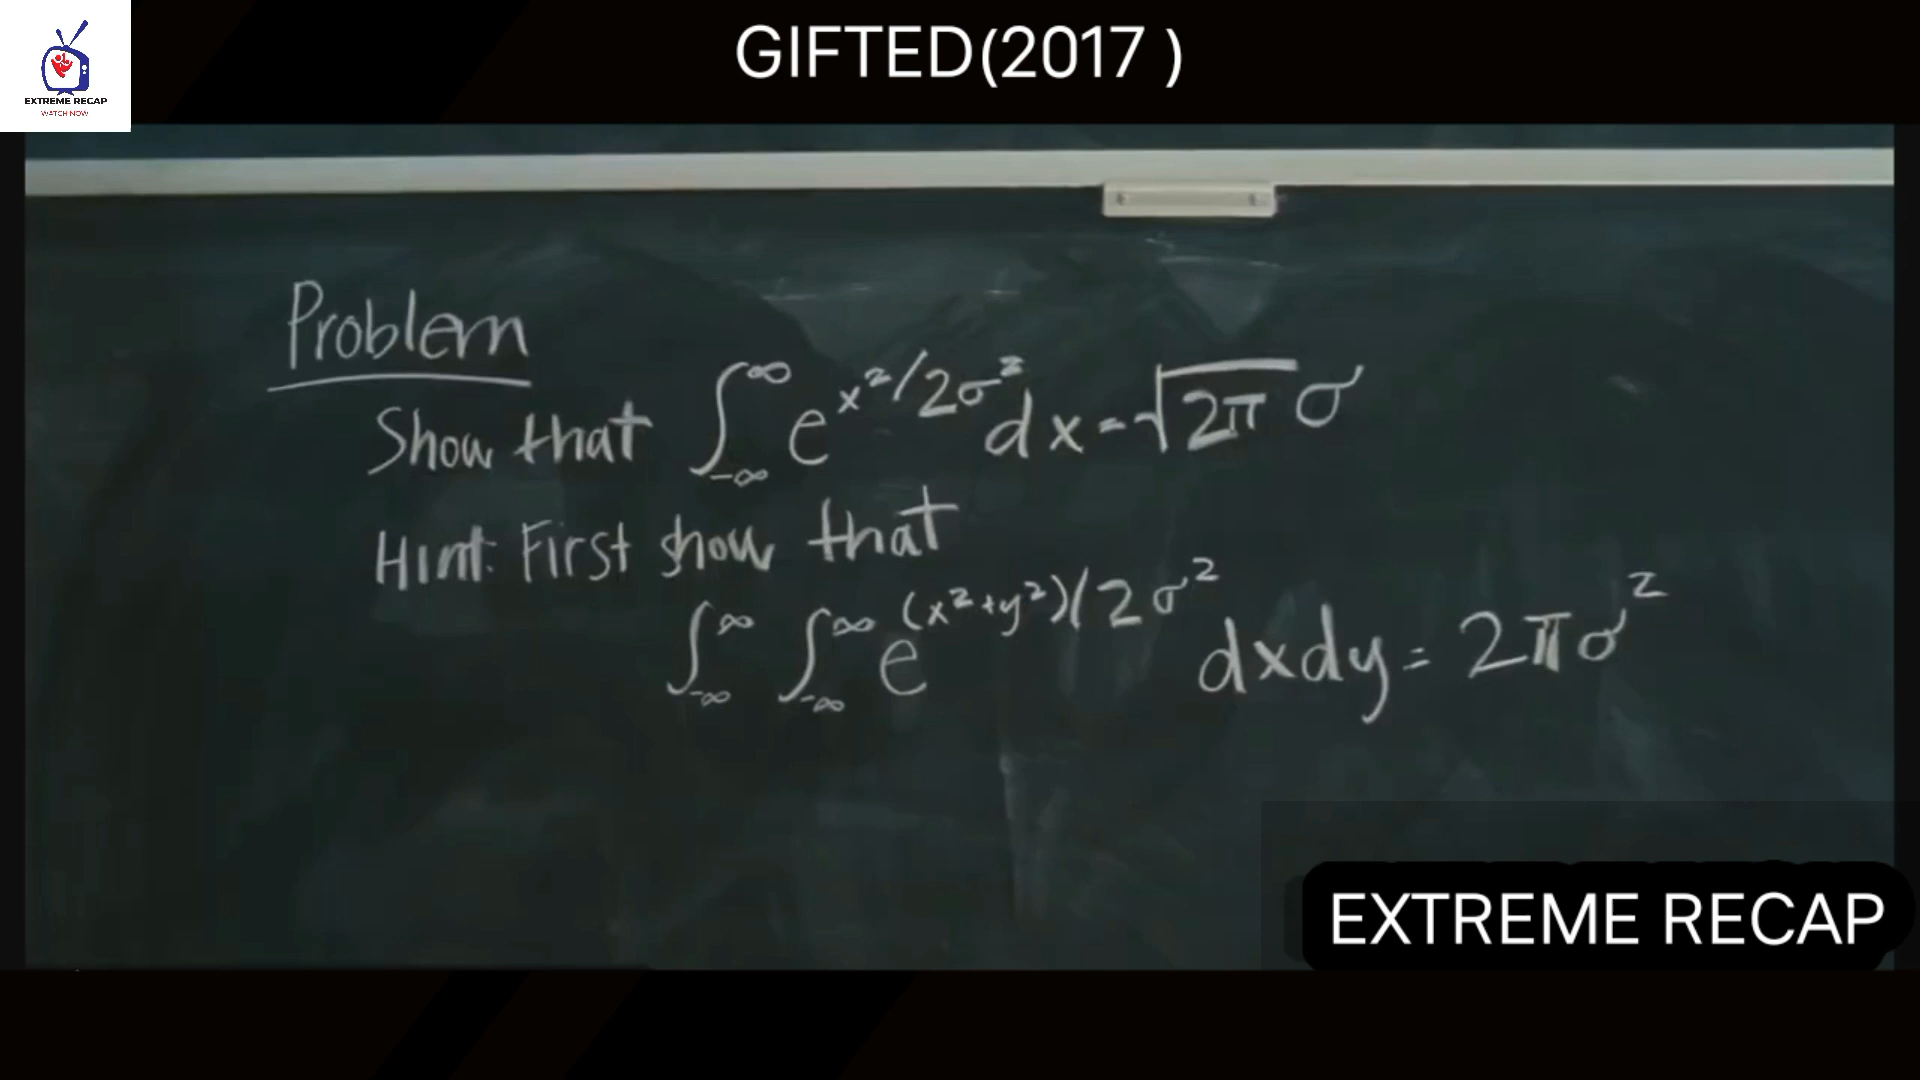 GIFTED(2017 )
EXTREME RECAP
WATCH NOW
Problem
Show that ∫_{-∞}^{∞} e^{x²/2σ²} dx = √2π σ
Hint: First show that
∫_{-∞}^{∞} ∫_{-∞}^{∞} e^{(x²+y²)/2σ²} dxdy = 2πσ²
EXTREME RECAP